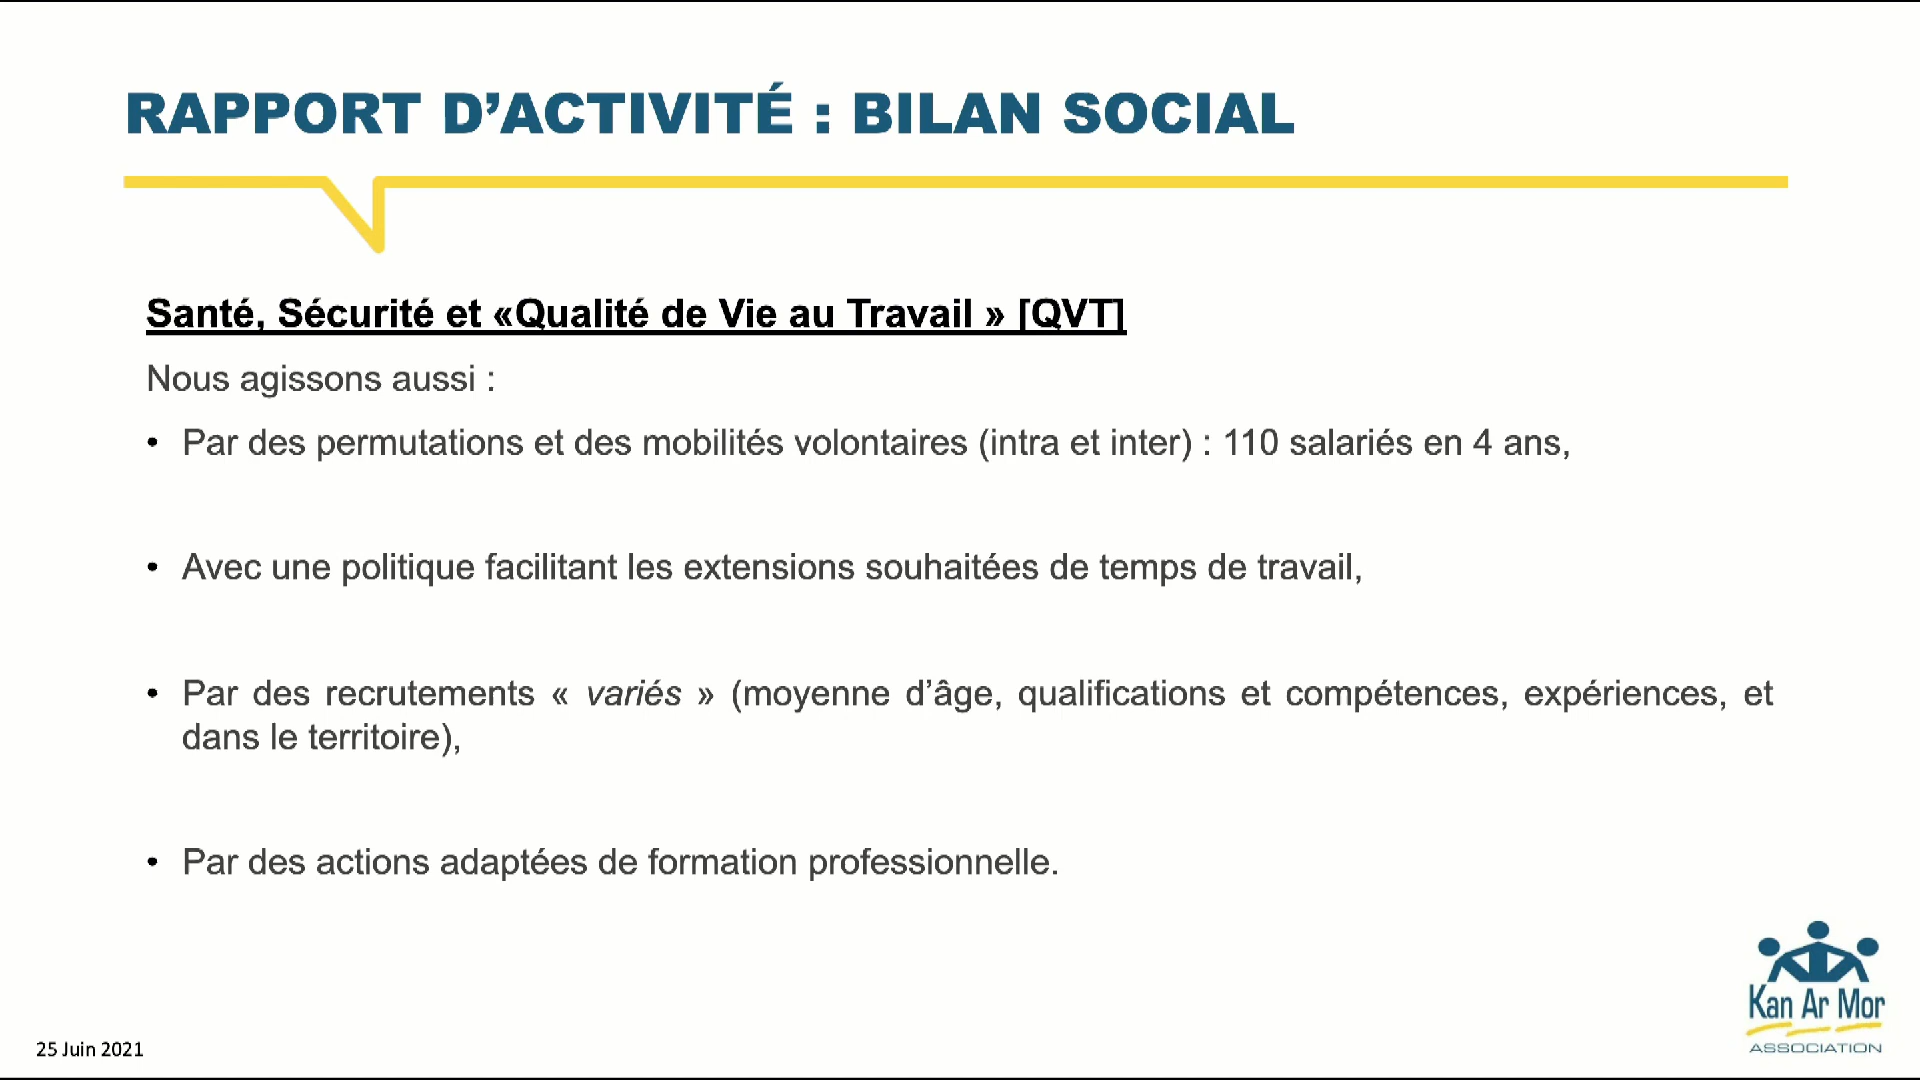 RAPPORT D’ACTIVITÉ : BILAN SOCIAL
Santé, Sécurité et «Qualité de Vie au Travail » [QVT]
Nous agissons aussi :
• Par des permutations et des mobilités volontaires (intra et inter) : 110 salariés en 4 ans,
• Avec une politique facilitant les extensions souhaitées de temps de travail,
• Par des recrutements « variés » (moyenne d’âge, qualifications et compétences, expériences, et
dans le territoire),
• Par des actions adaptées de formation professionnelle.
Kan Ar Mor
ASSOCIATION
25 Juin 2021